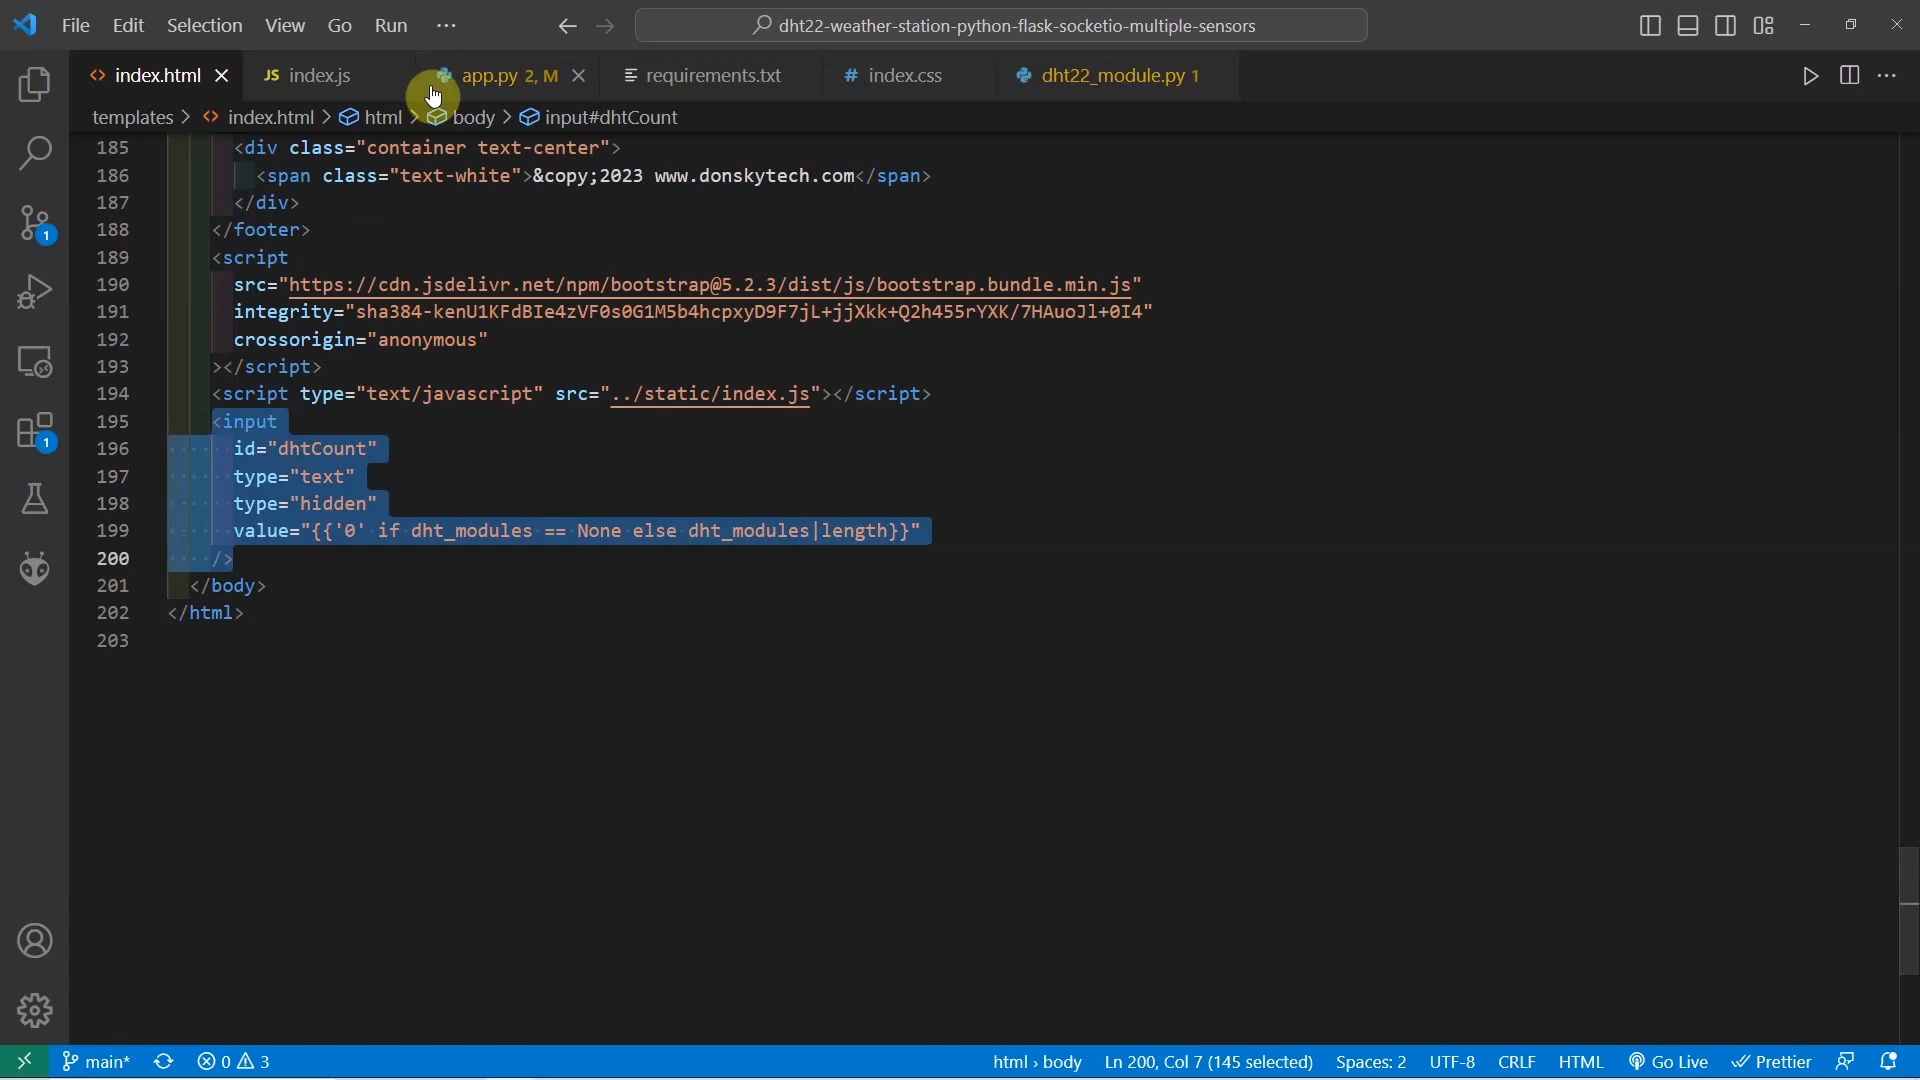 File Edit Selection View Go Run ··· dht22-weather-station-python-flask-socketio-multiple-sensors
index.html JS index.js app.py 2, M requirements.txt # index.css dht22_module.py 1
templates > index.html > html > body > input#dhtCount
185 <div class="container text-center">
186 <span class="text-white">&copy;2023 www.donskytech.com</span>
187 </div>
188 </footer>
189 <script
190 src="https://cdn.jsdelivr.net/npm/bootstrap@5.2.3/dist/js/bootstrap.bundle.min.js"
191 integrity="sha384-kenU1KFdBIe4zVF0s0G1M5b4hcpxyD9F7jL+jjXkk+Q2h455rYXK/7HAuoJl+0I4"
192 crossorigin="anonymous"
193 ></script>
194 <script type="text/javascript" src="../static/index.js"></script>
195 <input
196 id="dhtCount"
197 type="text"
198 type="hidden"
199 value="{{'0' if dht_modules == None else dht_modules|length}}"
200 />
201 </body>
202 </html>
203
1
1
main* 0 3 html › body Ln 200, Col 7 (145 selected) Spaces: 2 UTF-8 CRLF HTML Go Live Prettier